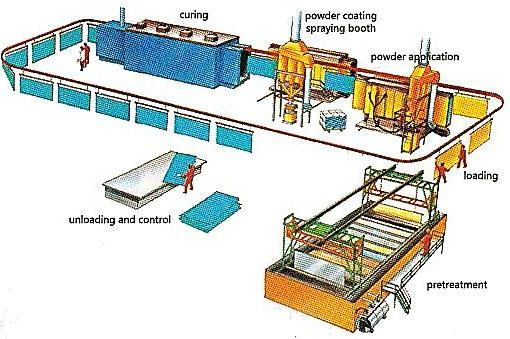 curing
powder coating
spraying booth
powder application
loading
unloading and control
pretreatment